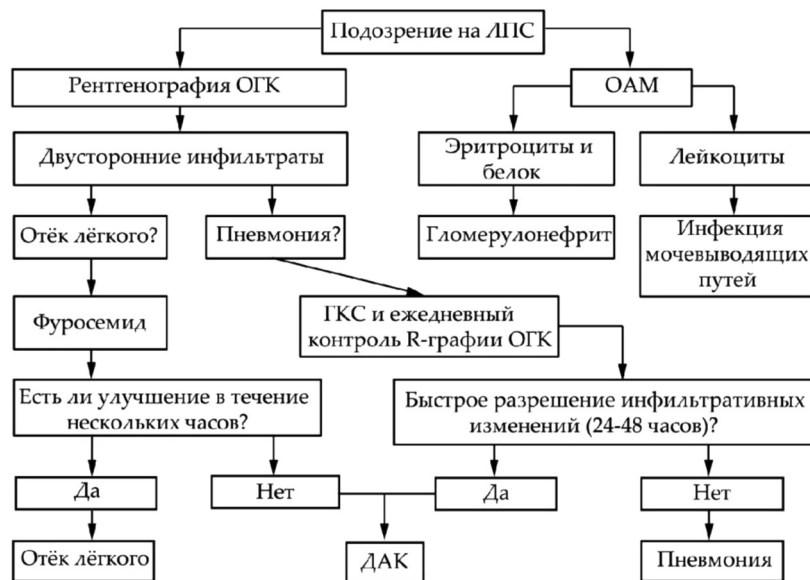 Подозрение на ЛПС
Рентгенография ОГК
ОАМ
Двусторонние инфильтраты
Эритроциты и
белок
Лейкоциты
Отёк лёгкого?
Пневмония?
Гломерулонефрит
Инфекция
мочевыводящих
путей
Фуросемид
ГКС и ежедневный
контроль R-графии ОГК
Есть ли улучшение в течение
нескольких часов?
Быстрое разрешение инфильтративных
изменений (24-48 часов)?
Да
Нет
Да
Нет
Отёк лёгкого
ДАК
Пневмония